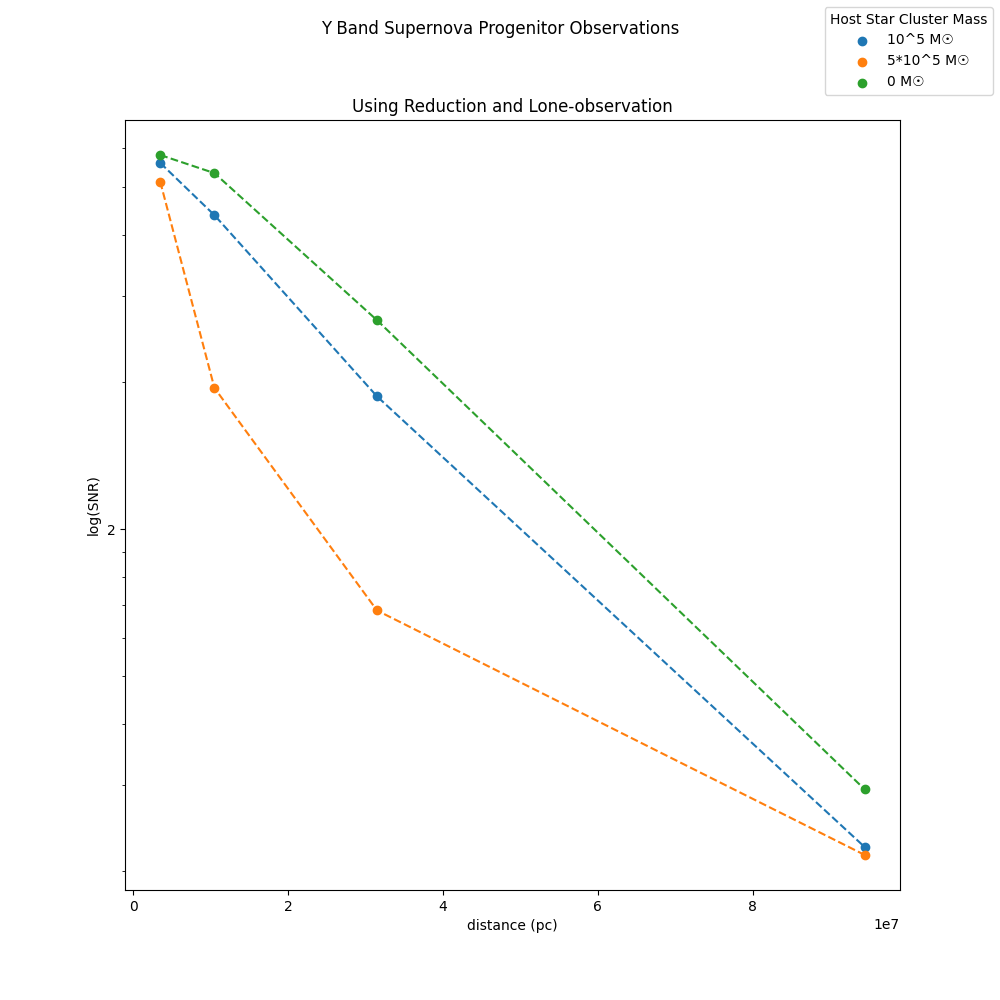 Y Band Supernova Progenitor Observations
Host Star Cluster Mass
10^5 M☉
5*10^5 M☉
0 M☉
Using Reduction and Lone-observation
log(SNR)
2
0 2 4 6 8
1e7
distance (pc)